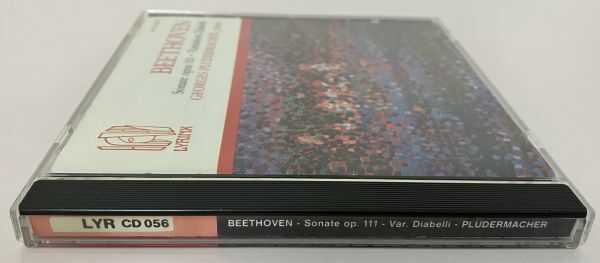 BEETHOVEN
Sonate opus 111 - Variations Diabelli
GEORGES PLUDERMACHER, piano
LYRINX
LYR CD 056
BEETHOVEN - Sonate op. 111 - Var. Diabelli - PLUDERMACHER